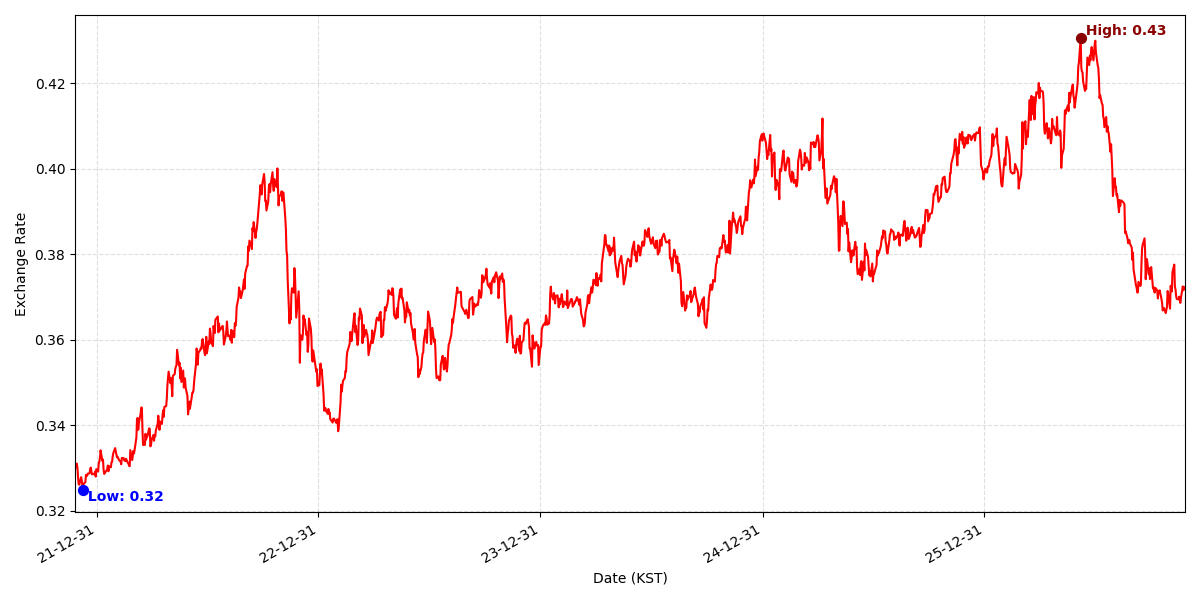 High: 0.43
0.42
0.40
0.38
0.36
0.34
0.32
Exchange Rate
Low: 0.32
21-12-31
22-12-31
23-12-31
24-12-31
25-12-31
Date (KST)